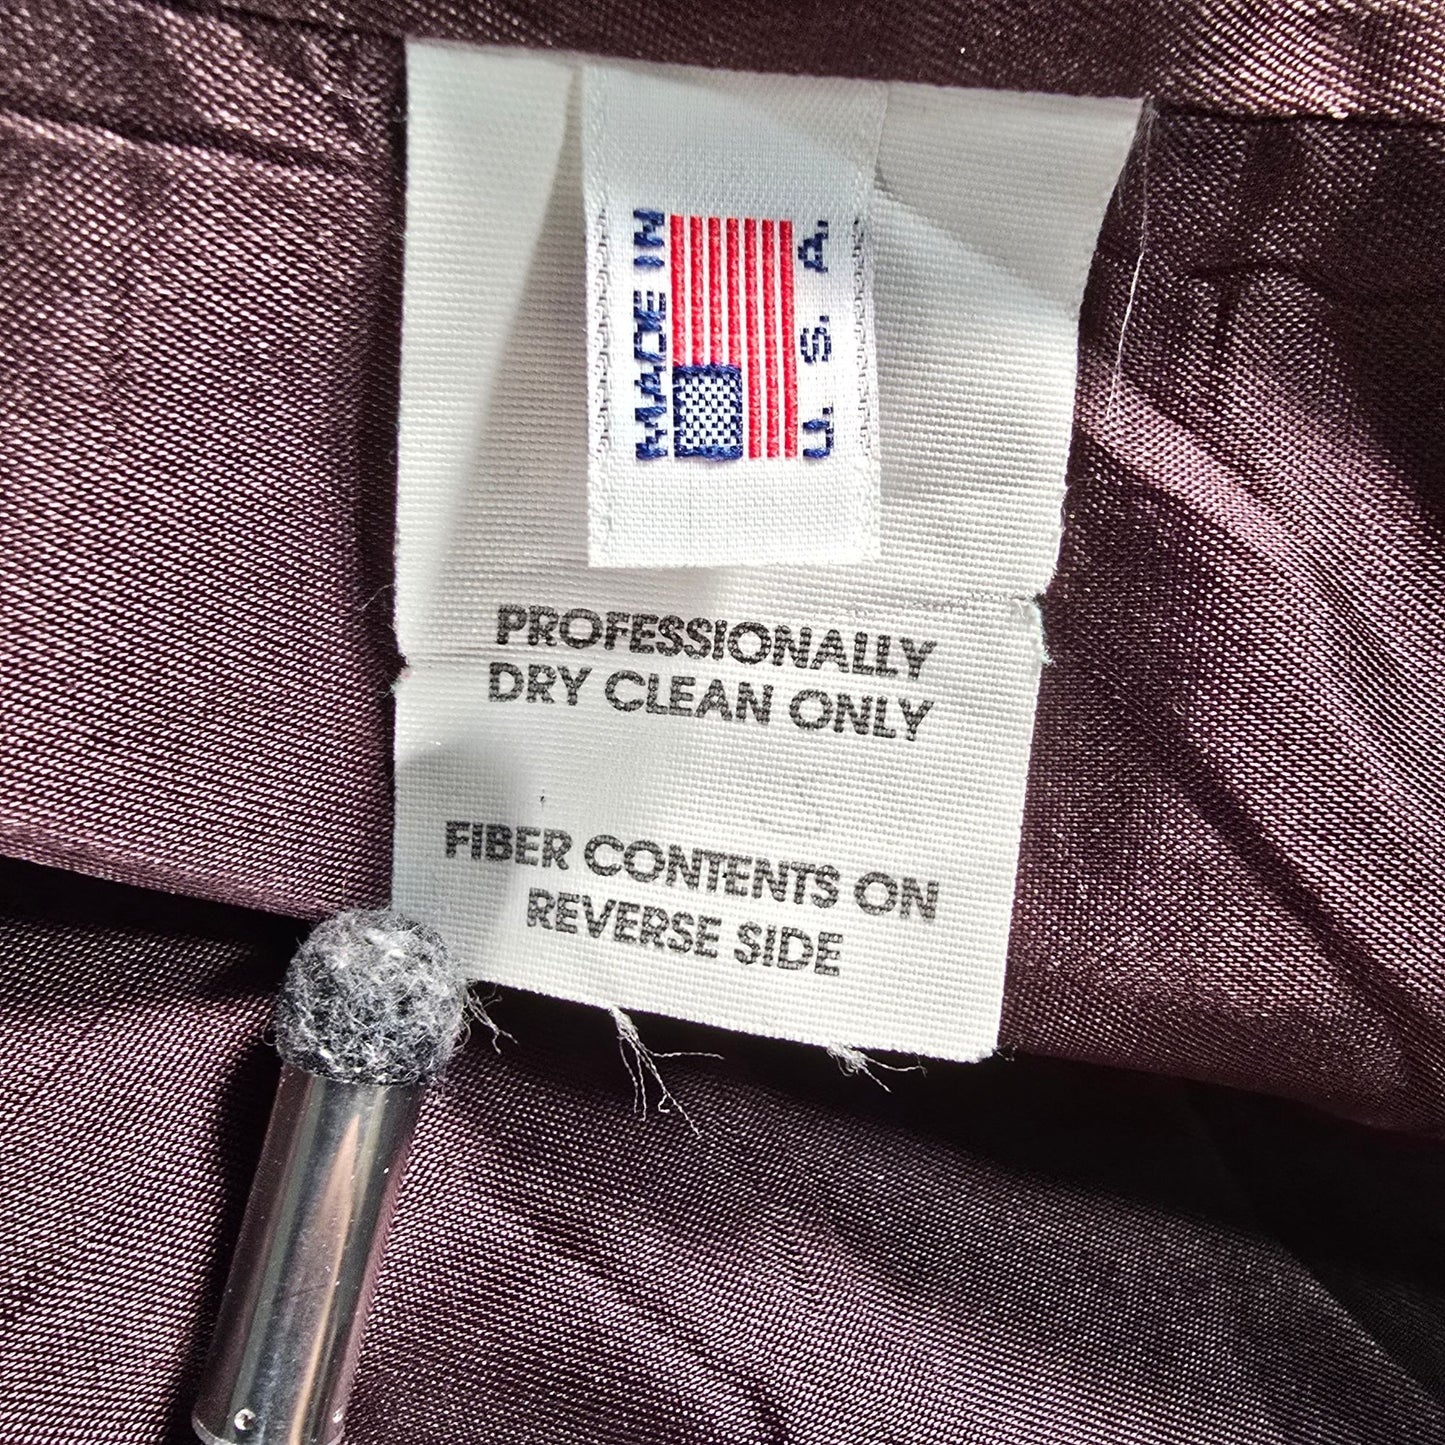 MADE IN
U. S. A.
PROFESSIONALLY
DRY CLEAN ONLY
FIBER CONTENTS ON
REVERSE SIDE